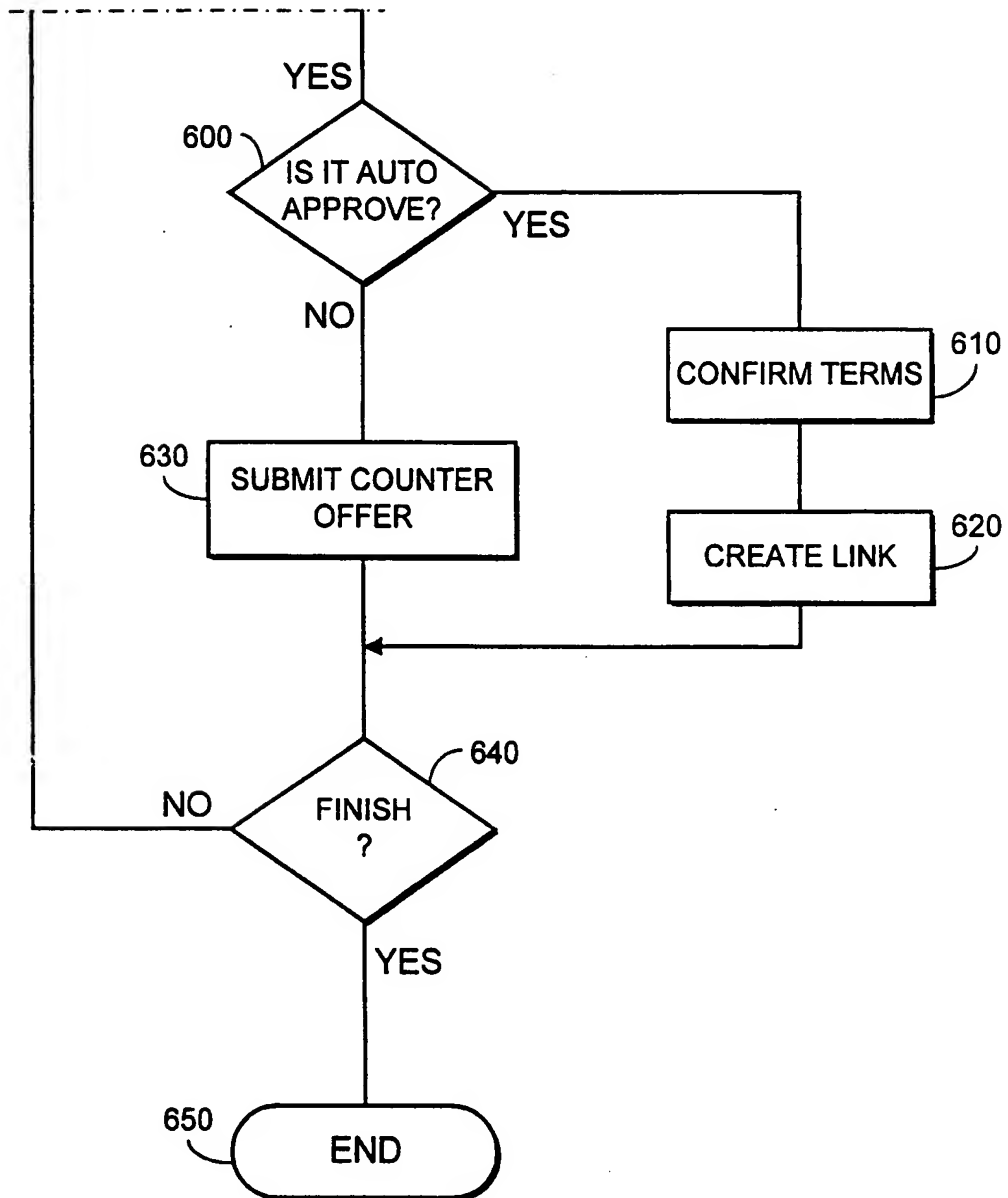 YES
600
IS IT AUTO
APPROVE?
YES
NO
610
CONFIRM TERMS
630
SUBMIT COUNTER
OFFER
620
CREATE LINK
640
NO
FINISH
?
YES
650
END